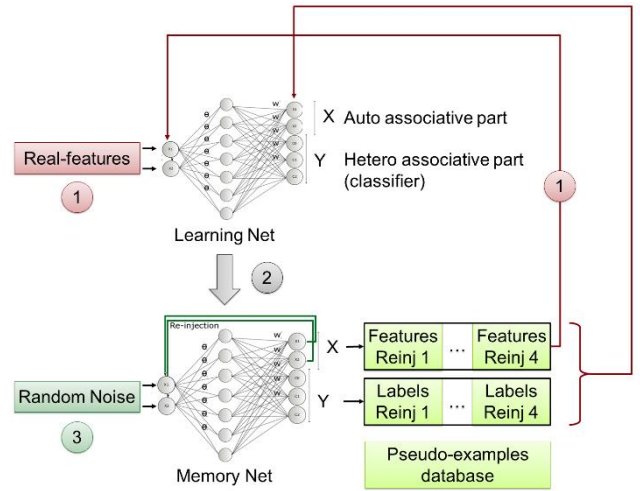 X Auto associative part
Real-features
Y Hetero associative part
(classifier)
1
1
Learning Net
2
Re-injection
Features Reinj 1 ... Features Reinj 4
X
Random Noise
Y
Labels Reinj 1 ... Labels Reinj 4
3
Memory Net
Pseudo-examples
database